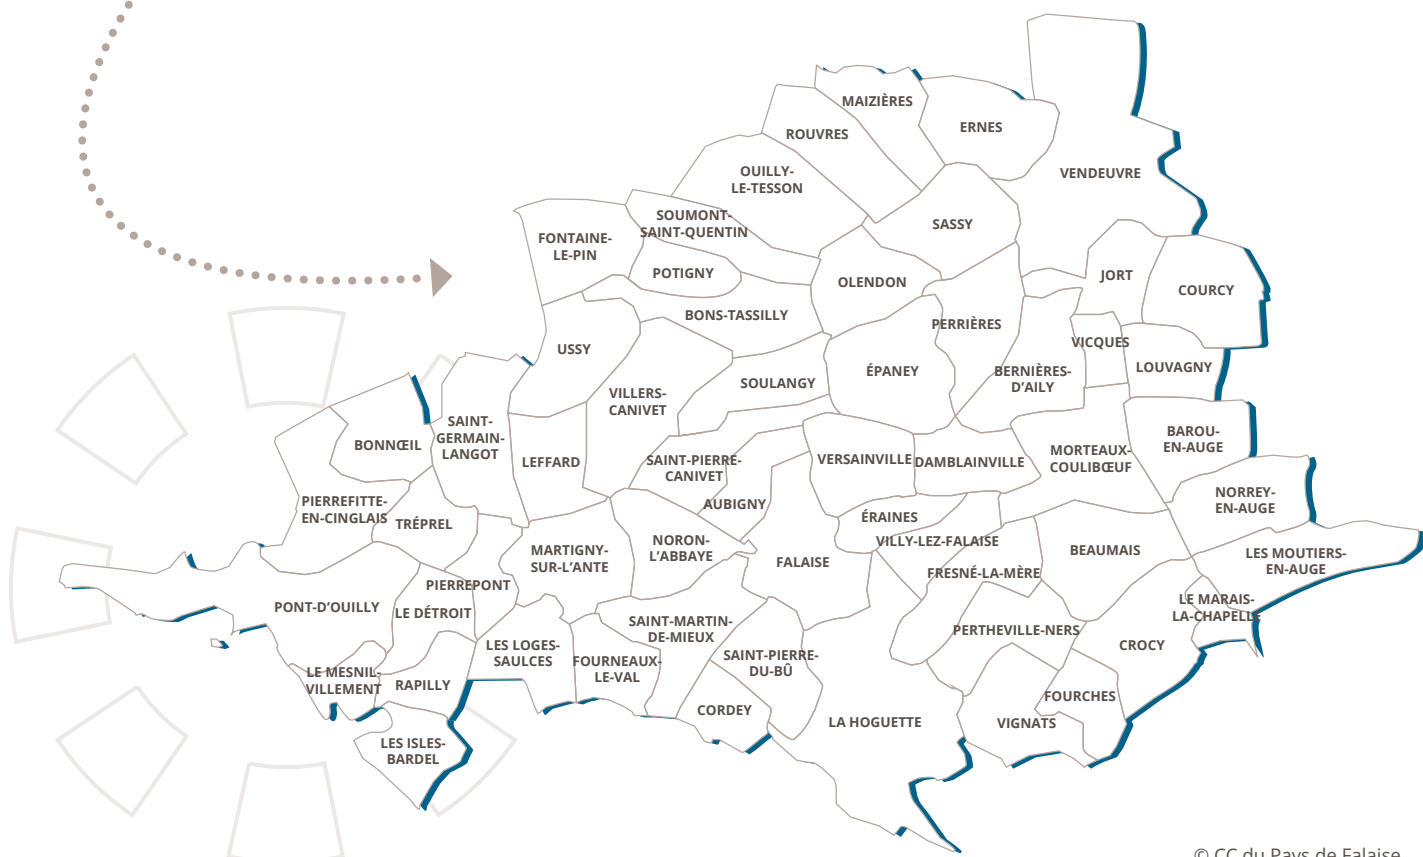 MAIZIÈRES
ERNES
ROUVRES
VENDEUVRE
OUILLY-
LE-TESSON
SOUMONT-
SAINT-QUENTIN
SASSY
FONTAINE-
LE-PIN
POTIGNY
OLENDON
JORT
COURCY
BONS-TASSILLY
PERRIÈRES
VICQUES
USSY
ÉPANEY
BERNIÈRES-
D’AILY
LOUVAGNY
SOULANGY
VILLERS-
CANIVET
SAINT-
GERMAIN-
LANGOT
BONNŒIL
LEFFARD
SAINT-PIERRE-
CANIVET
VERSAINVILLE
DAMBLAINVILLE
MORTEAUX-
COULIBŒUF
BAROU-
EN-AUGE
PIERREFITTE-
EN-CINGLAIS
TRÉPREL
AUBIGNY
ÉRAINES
NORREY-
EN-AUGE
MARTIGNY-
SUR-L’ANTE
NORON-
L’ABBAYE
FALAISE
VILLY-LEZ-FALAISE
BEAUMAIS
LES MOUTIERS-
EN-AUGE
FRESNÉ-LA-MÈRE
PIERREPONT
PONT-D’OUILLY
LE DÉTROIT
LE MARAIS-
LA-CHAPELLE
SAINT-MARTIN-
DE-MIEUX
PERTHEVILLE-NERS
CROCY
LES LOGES-
SAULCES
FOURNEAUX-
LE-VAL
SAINT-PIERRE-
DU-BÛ
LE MESNIL-
VILLEMENT
RAPILLY
FOURCHES
CORDEY
LA HOGUETTE
VIGNATS
LES ISLES-
BARDEL
© CC du Pays de Falaise